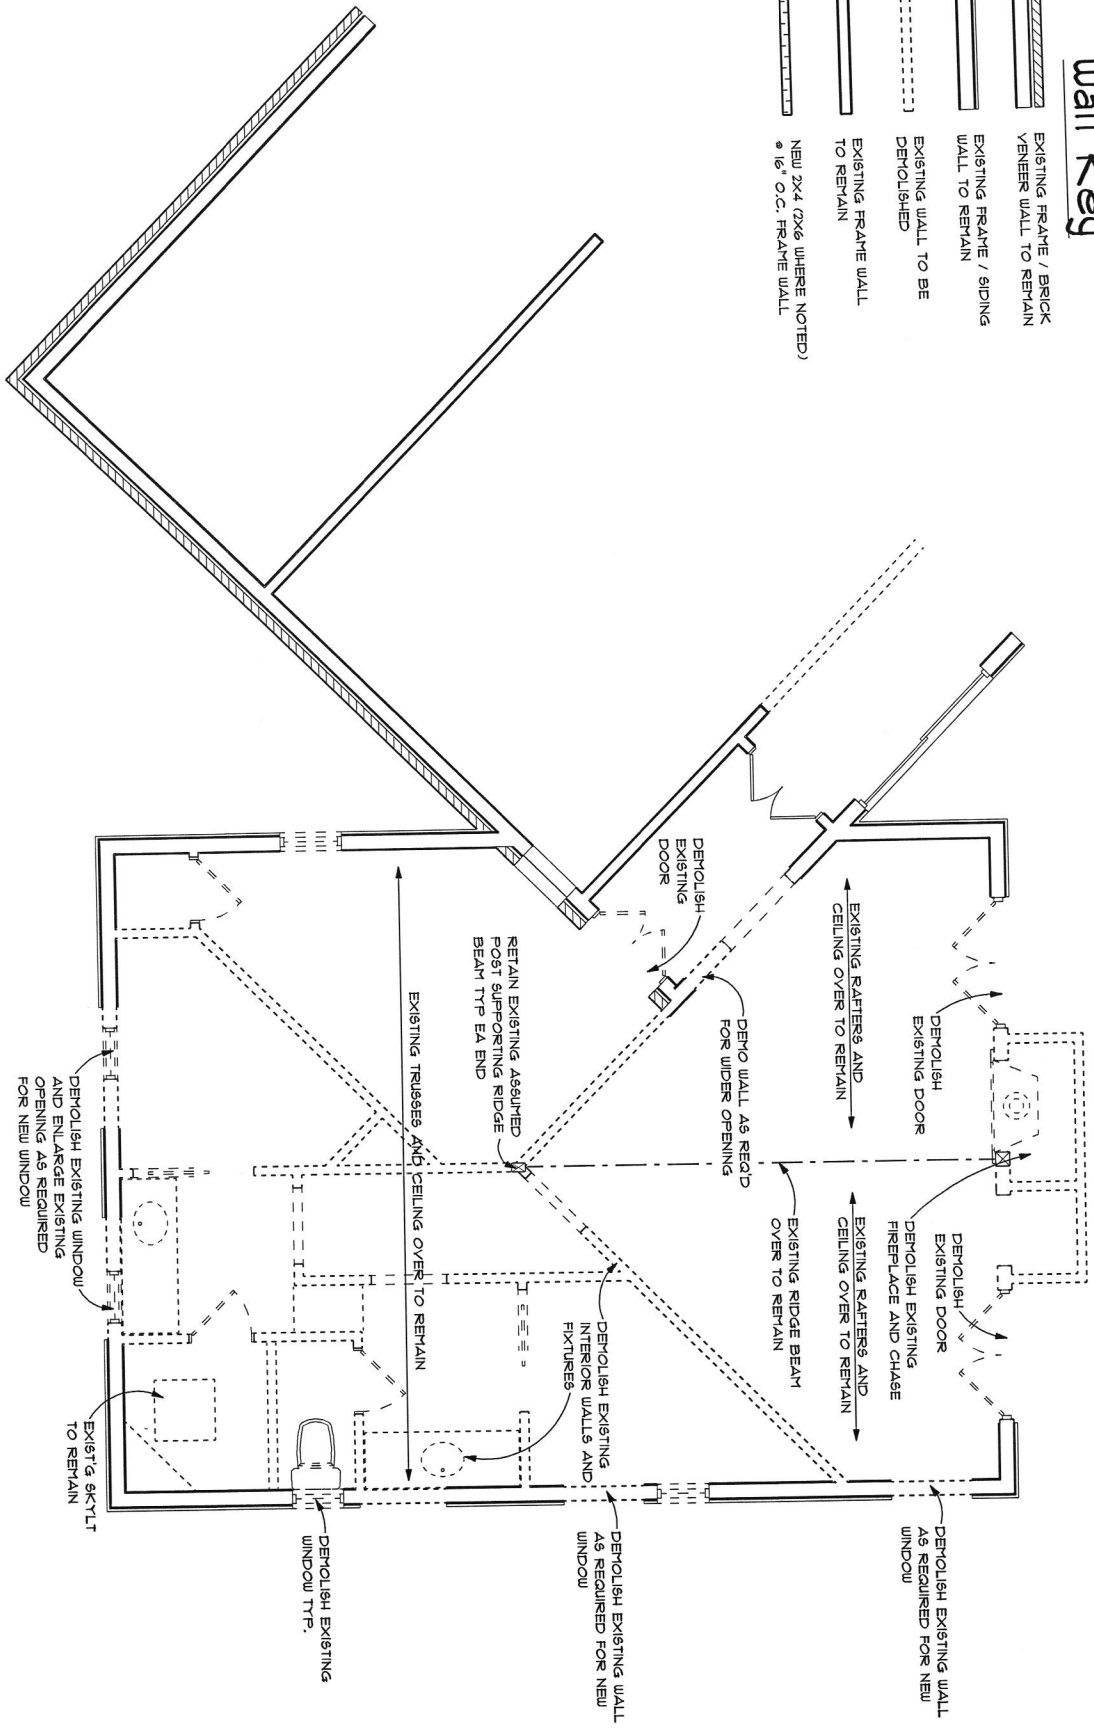 Wall Key
EXISTING FRAME / BRICK
VENEER WALL TO REMAIN
EXISTING FRAME / SIDING
WALL TO REMAIN
EXISTING WALL TO BE
DEMOLISHED
EXISTING FRAME WALL
TO REMAIN
NEW 2X4 (2X6 WHERE NOTED)
@ 16" O.C. FRAME WALL
DEMOLISH
EXISTING DOOR
DEMOLISH EXISTING
FIREPLACE AND CHASE
DEMOLISH
EXISTING DOOR
EXISTING RAFTERS AND
CEILING OVER TO REMAIN
EXISTING RAFTERS AND
CEILING OVER TO REMAIN
DEMOLISH EXISTING WALL
AS REQUIRED FOR NEW
WINDOW
EXISTING RIDGE BEAM
OVER TO REMAIN
DEMO WALL AS REQ'D
FOR WIDER OPENING
DEMOLISH
EXISTING
DOOR
DEMOLISH EXISTING
INTERIOR WALLS AND
FIXTURES
DEMOLISH EXISTING WALL
AS REQUIRED FOR NEW
WINDOW
RETAIN EXISTING ASSUMED
POST SUPPORTING RIDGE
BEAM TYP EA END
EXISTING TRUSSES AND CEILING OVER TO REMAIN
DEMOLISH EXISTING
WINDOW TYP.
DEMOLISH EXISTING WINDOW
AND ENLARGE EXISTING
OPENING AS REQUIRED
FOR NEW WINDOW
EXIST'G SKYLT
TO REMAIN